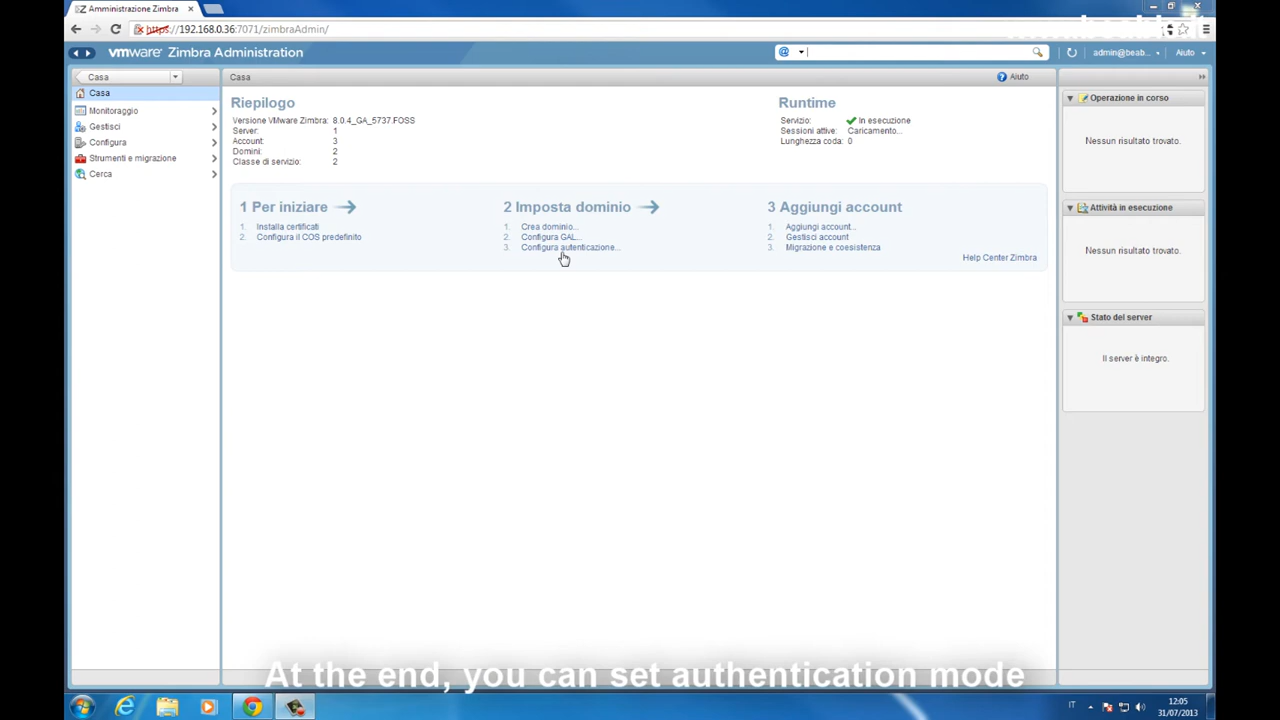 Amministrazione Zimbra
https://192.168.0.36:7071/zimbraAdmin/
vmware Zimbra Administration
admin@beab...
Aiuto
Casa
Casa
Aiuto
Casa
Monitoraggio
Gestisci
Configura
Strumenti e migrazione
Cerca
Riepilogo
Versione VMware Zimbra: 8.0.4_GA_5737.FOSS
Server: 1
Account: 3
Domini: 2
Classe di servizio: 2
Runtime
Servizio: In esecuzione
Sessioni attive: Caricamento...
Lunghezza coda: 0
1 Per iniziare
1. Installa certificati
2. Configura il COS predefinito
2 Imposta dominio
1. Crea dominio...
2. Configura GAL...
3. Configura autenticazione...
3 Aggiungi account
1. Aggiungi account...
2. Gestisci account
3. Migrazione e coesistenza
Help Center Zimbra
Operazione in corso
Nessun risultato trovato.
Attività in esecuzione
Nessun risultato trovato.
Stato del server
Il server è integro.
At the end, you can set authentication mode
IT
12:05
31/07/2013